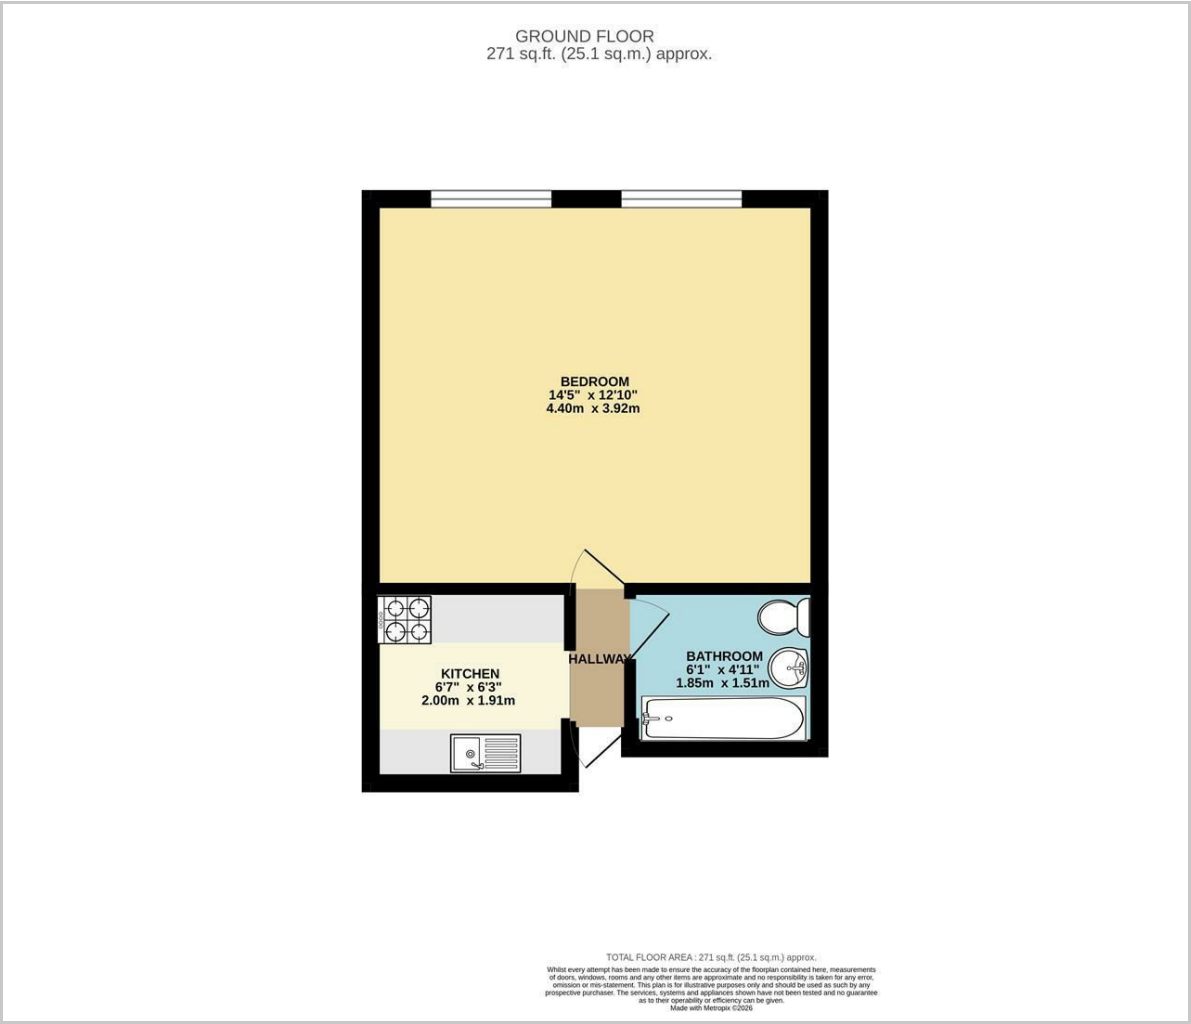 GROUND FLOOR
271 sq.ft. (25.1 sq.m.) approx.
BEDROOM
14'5" x 12'10"
4.40m x 3.92m
HALLWAY
KITCHEN
6'7" x 6'3"
2.00m x 1.91m
BATHROOM
6'1" x 4'11"
1.85m x 1.51m
TOTAL FLOOR AREA : 271 sq.ft. (25.1 sq.m.) approx.
Whilst every attempt has been made to ensure the accuracy of the floorplan contained here, measurements
of doors, windows, rooms and any other items are approximate and no responsibility is taken for any error,
omission or mis-statement. This plan is for illustrative purposes only and should be used as such by any
prospective purchaser. The services, systems and appliances shown have not been tested and no guarantee
as to their operability or efficiency can be given.
Made with Metropix ©2026